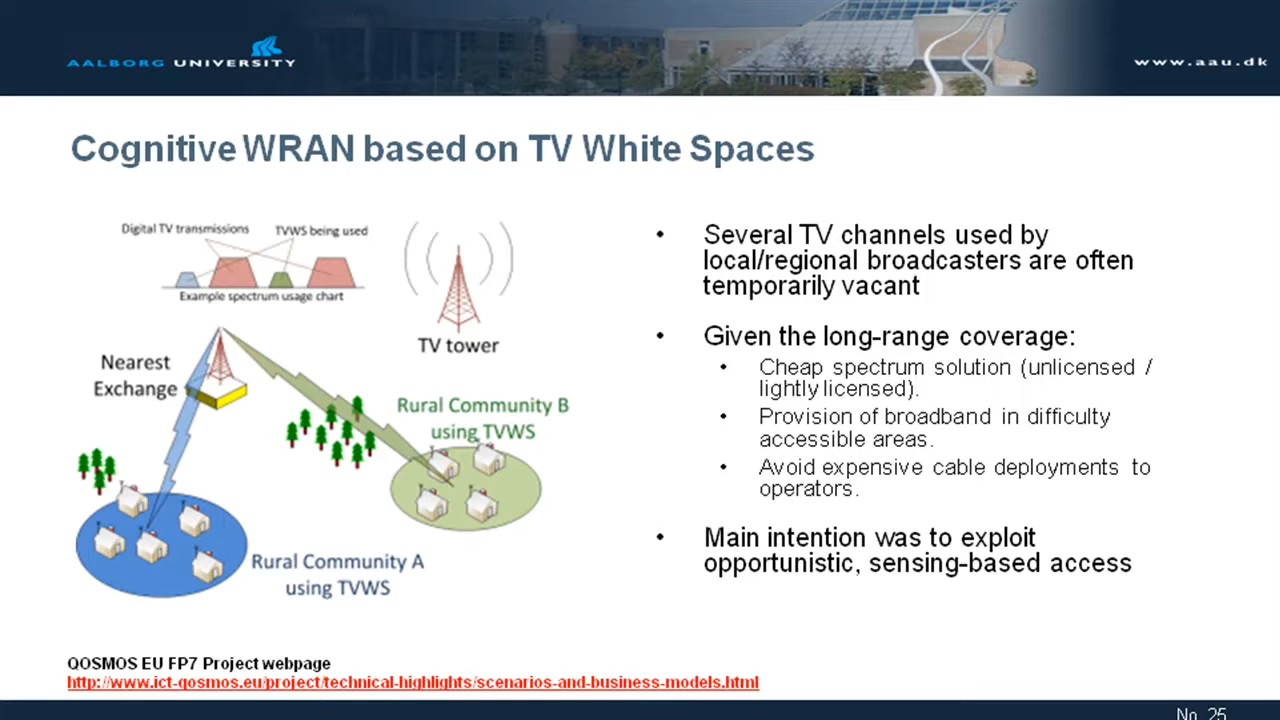 AALBORG UNIVERSITY
www.aau.dk
Cognitive WRAN based on TV White Spaces
Digital TV transmissions
TVWS being used
Example spectrum usage chart
TV tower
Nearest
Exchange
Rural Community B
using TVWS
Rural Community A
using TVWS
• Several TV channels used by
local/regional broadcasters are often
temporarily vacant
• Given the long-range coverage:
• Cheap spectrum solution (unlicensed /
lightly licensed).
• Provision of broadband in difficulty
accessible areas.
• Avoid expensive cable deployments to
operators.
• Main intention was to exploit
opportunistic, sensing-based access
QOSMOS EU FP7 Project webpage
http://www.ict-qosmos.eu/project/technical-highlights/scenarios-and-business-models.html
No. 25